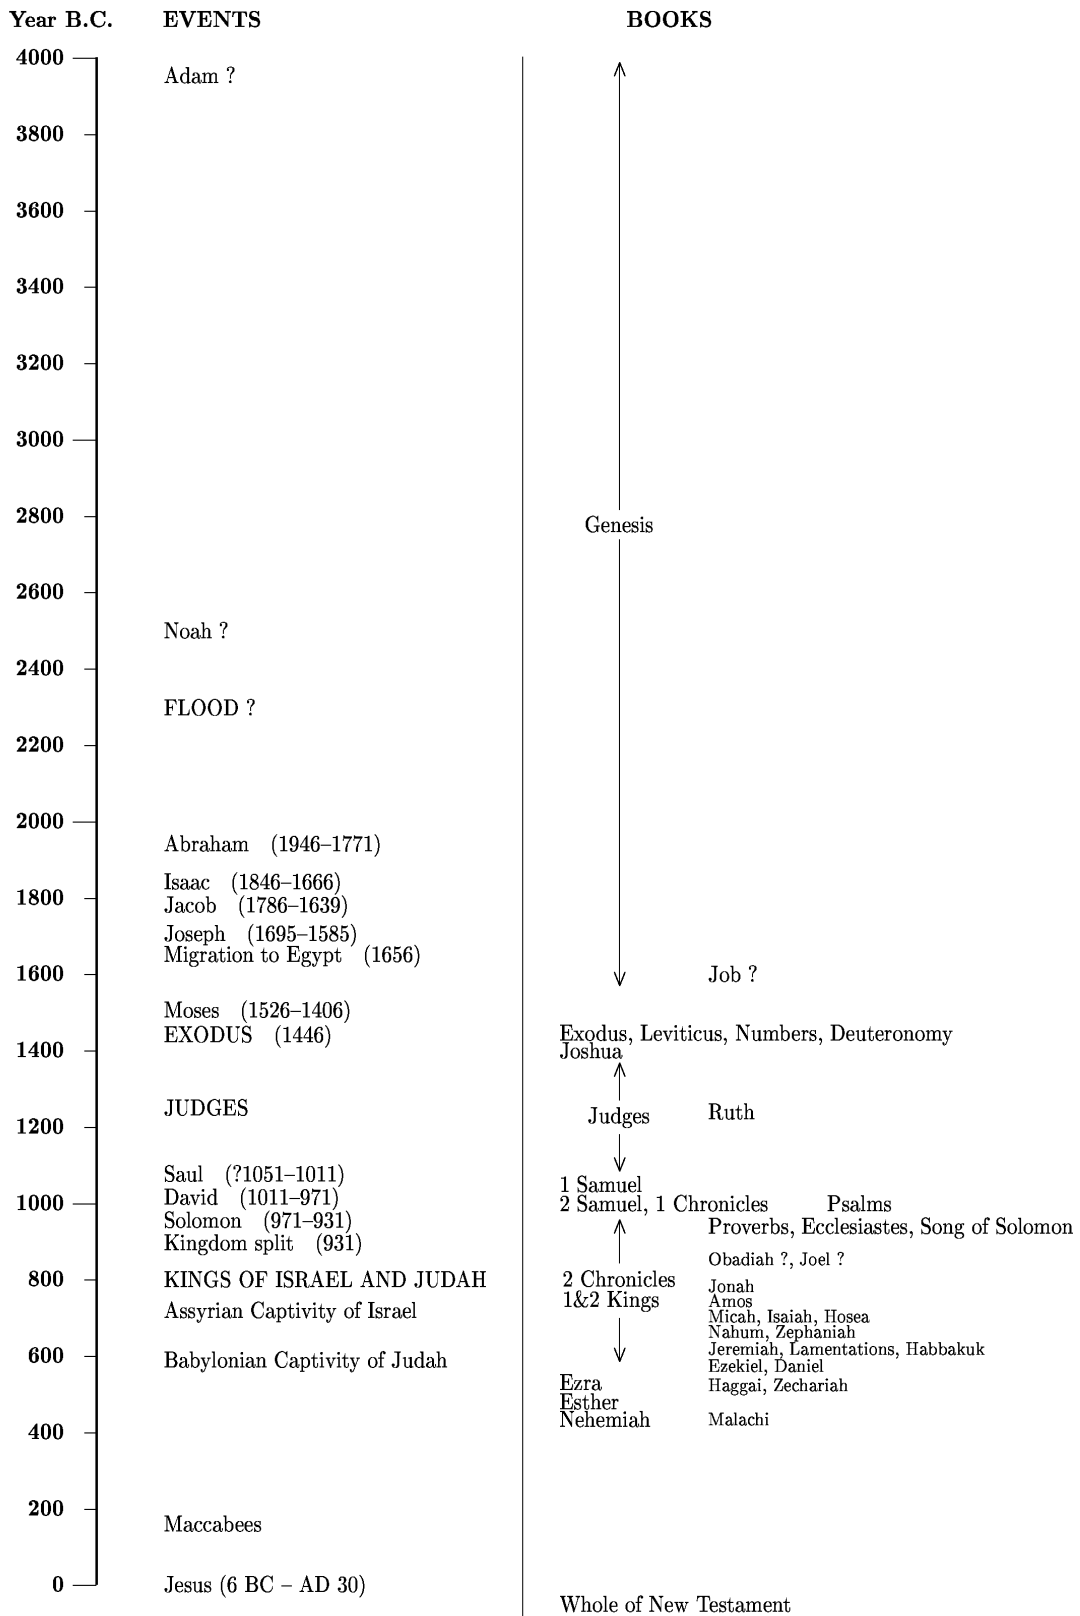 Year B.C. EVENTS BOOKS
4000
Adam ?
3800
3600
3400
3200
3000
2800
Genesis
2600
Noah ?
2400
FLOOD ?
2200
2000
Abraham (1946–1771)
Isaac (1846–1666)
1800
Jacob (1786–1639)
Joseph (1695–1585)
Migration to Egypt (1656)
1600 Job ?
Moses (1526–1406)
EXODUS (1446) Exodus, Leviticus, Numbers, Deuteronomy
1400 Joshua
JUDGES Judges Ruth
1200
Saul (?1051–1011)
1 Samuel
David (1011–971)
1000 2 Samuel, 1 Chronicles Psalms
Solomon (971–931) Proverbs, Ecclesiastes, Song of Solomon
Kingdom split (931)
Obadiah ?, Joel ?
800 KINGS OF ISRAEL AND JUDAH 2 Chronicles
Jonah
1&2 Kings Amos
Assyrian Captivity of Israel Micah, Isaiah, Hosea
Nahum, Zephaniah
Jeremiah, Lamentations, Habbakuk
600
Babylonian Captivity of Judah Ezekiel, Daniel
Ezra Haggai, Zechariah
Esther
Nehemiah Malachi
400
200
Maccabees
0 Jesus (6 BC – AD 30)
Whole of New Testament